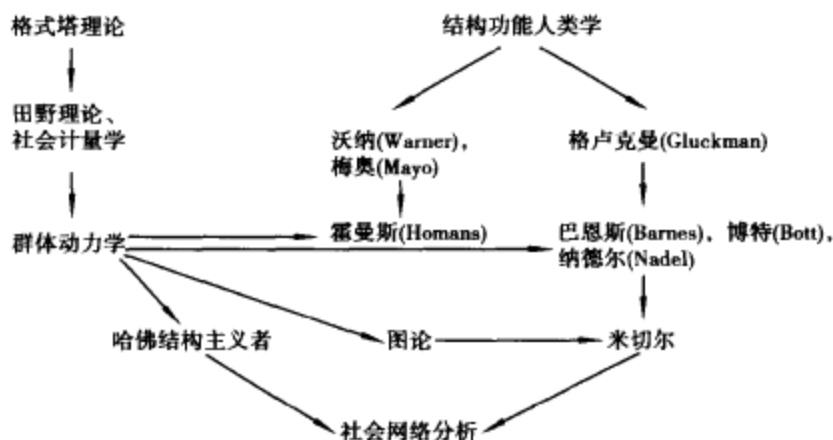 格式塔理论
结构功能人类学
田野理论、
社会计量学
沃纳(Warner),
梅奥(Mayo)
格卢克曼(Gluckman)
群体动力学
霍曼斯(Homans)
巴恩斯(Barnes), 博特(Bott),
纳德尔(Nadel)
哈佛结构主义者
图论
米切尔
社会网络分析